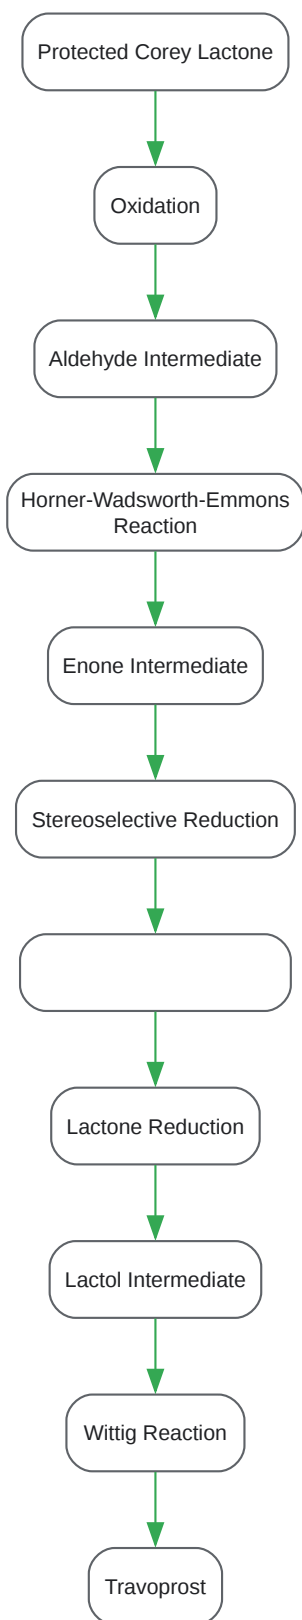 Protected Corey Lactone
Oxidation
Aldehyde Intermediate
Horner-Wadsworth-Emmons
Reaction
Enone Intermediate
Stereoselective Reduction
Lactone Reduction
Lactol Intermediate
Wittig Reaction
Travoprost